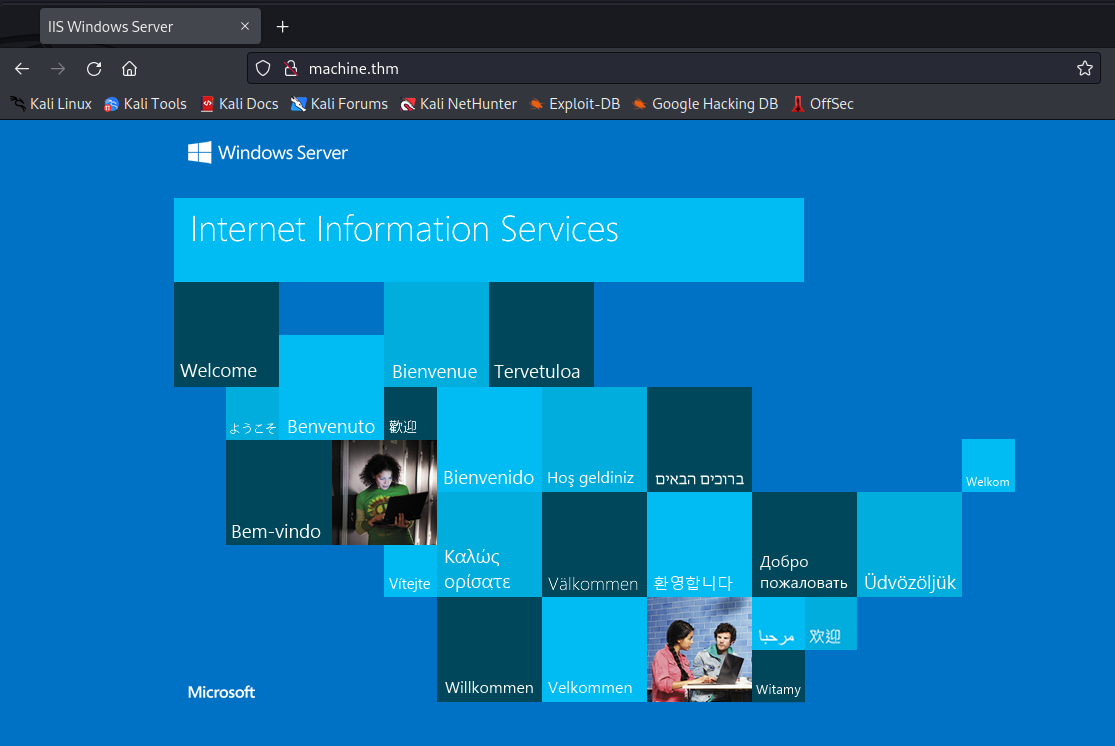 IIS Windows Server
machine.thm
Kali Linux Kali Tools Kali Docs Kali Forums Kali NetHunter Exploit-DB Google Hacking DB OffSec
Windows Server
Internet Information Services
Welcome
Bienvenue
Tervetuloa
ようこそ
Benvenuto
歡迎
Bienvenido
Hoş geldiniz
ברוכים הבאים
Welkom
Bem-vindo
Vítejte
Καλώς
ορίσατε
Välkommen
환영합니다
Добро
пожаловать
Üdvözöljük
Willkommen
Velkommen
مرحبا
欢迎
Witamy
Microsoft